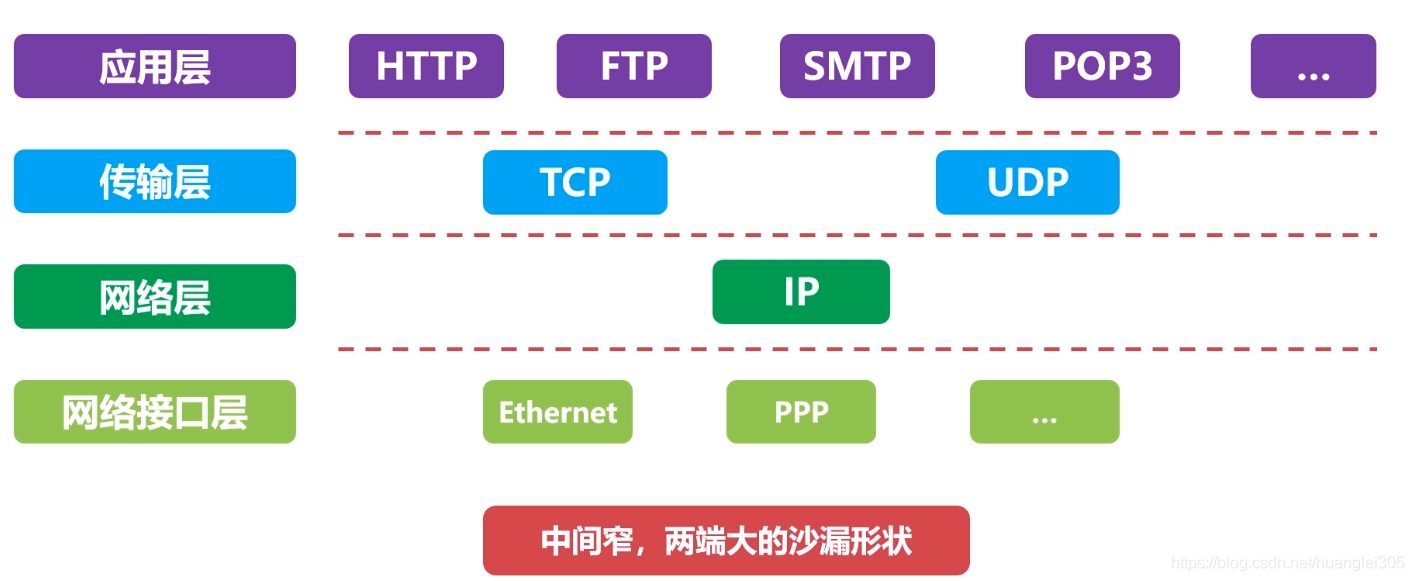 应用层 HTTP FTP SMTP POP3 ...
传输层 TCP UDP
网络层 IP
网络接口层 Ethernet PPP ...
中间窄，两端大的沙漏形状
https://blog.csdn.net/huanglei305